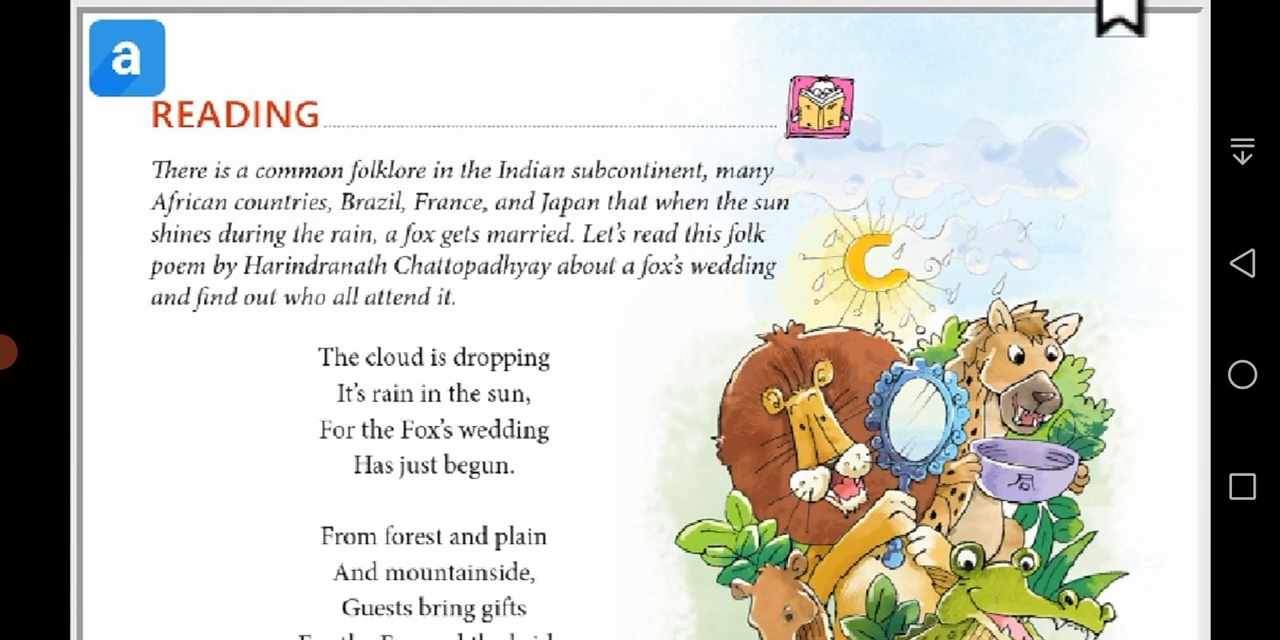 a
READING
There is a common folklore in the Indian subcontinent, many
African countries, Brazil, France, and Japan that when the sun
shines during the rain, a fox gets married. Let's read this folk
poem by Harindranath Chattopadhyay about a fox's wedding
and find out who all attend it.
The cloud is dropping
It's rain in the sun,
For the Fox's wedding
Has just begun.
From forest and plain
And mountainside,
Guests bring gifts